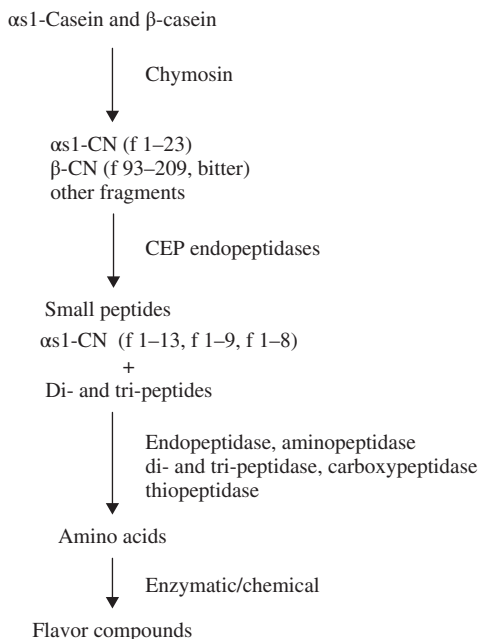 αs1-Casein and β-casein
Chymosin
αs1-CN (f 1–23)
β-CN (f 93–209, bitter)
other fragments
CEP endopeptidases
Small peptides
αs1-CN (f 1–13, f 1–9, f 1–8)
+
Di- and tri-peptides
Endopeptidase, aminopeptidase
di- and tri-peptidase, carboxypeptidase
thiopeptidase
Amino acids
Enzymatic/chemical
Flavor compounds